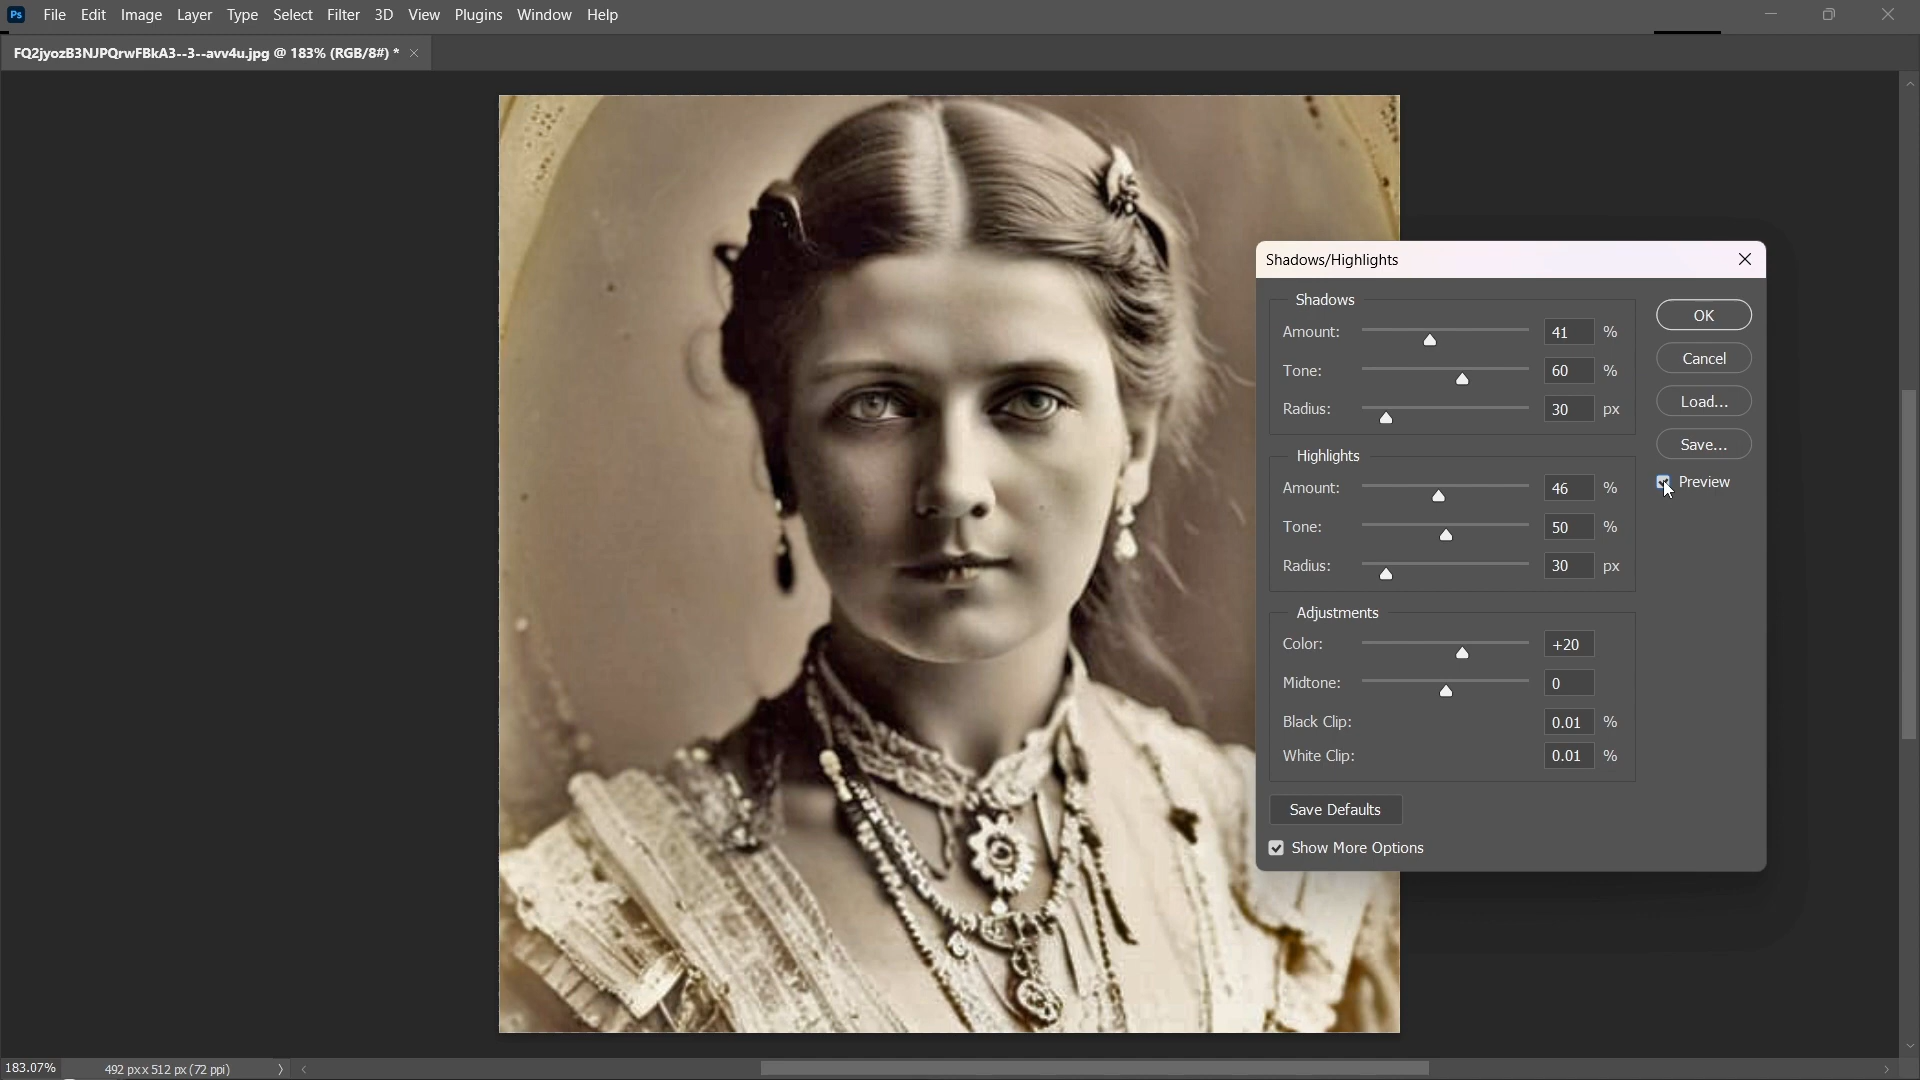 Ps File Edit Image Layer Type Select Filter 3D View Plugins Window Help
FQ2jyozB3NJPQrwFBkA3--3--avv4u.jpg @ 183% (RGB/8#) *
Shadows/Highlights
Shadows
Amount: 41 %
Tone: 60 %
Radius: 30 px
Highlights
Amount: 46 %
Tone: 50 %
Radius: 30 px
Adjustments
Color: +20
Midtone: 0
Black Clip: 0.01 %
White Clip: 0.01 %
Save Defaults
Show More Options
OK
Cancel
Load...
Save...
Preview
183.07% 492 px x 512 px (72 ppi)